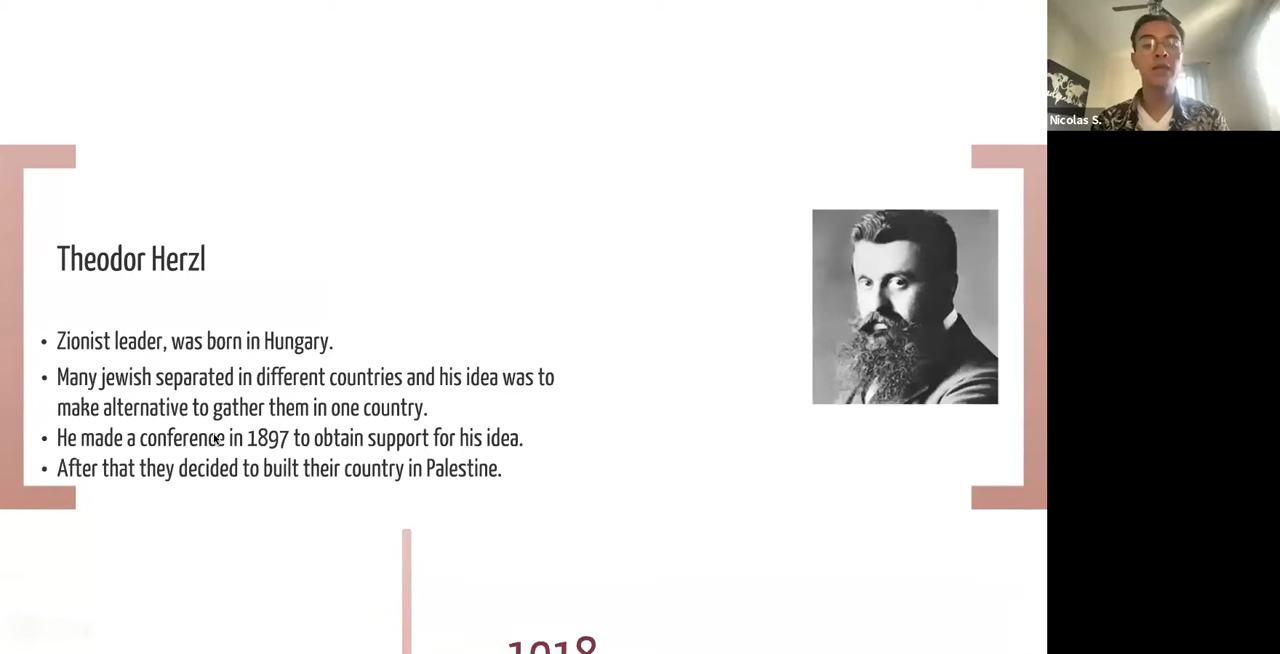 Nicolas S.
Theodor Herzl
• Zionist leader, was born in Hungary.
• Many jewish separated in different countries and his idea was to
make alternative to gather them in one country.
• He made a conference in 1897 to obtain support for his idea.
• After that they decided to built their country in Palestine.
1918